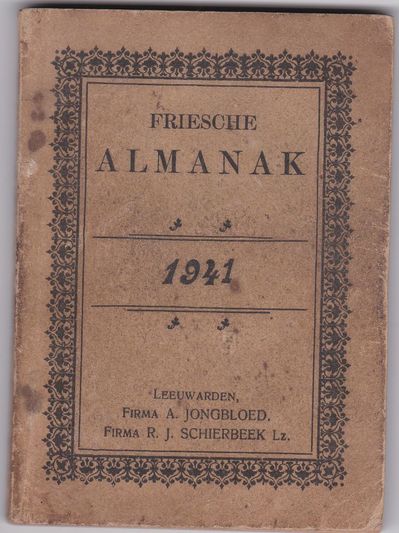 FRIESCHE
ALMANAK
1941
LEEUWARDEN,
FIRMA A. JONGBLOED.
FIRMA R. J. SCHIERBEEK Lz.